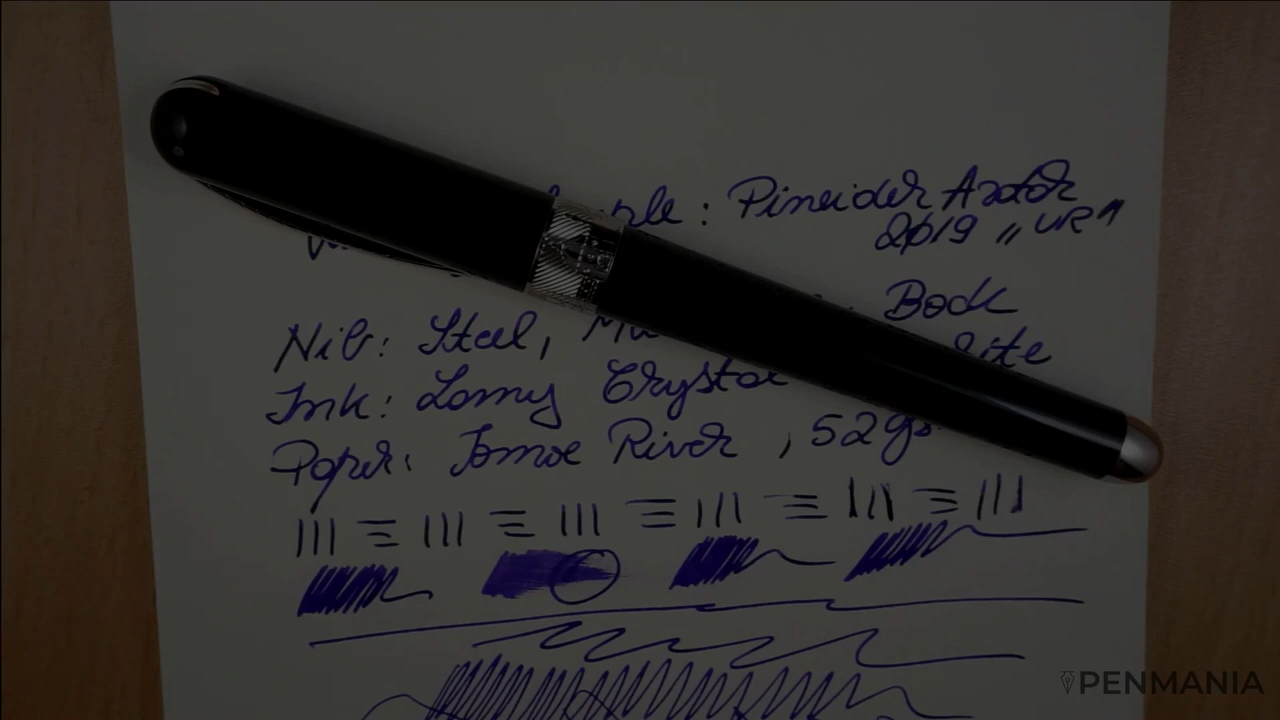 : Pineider Avatar
2019 „UR"
Bock
Nib: Steel,
Ink: Lamy Crystal
Paper: Tomoe River, 52gs
PENMANIA